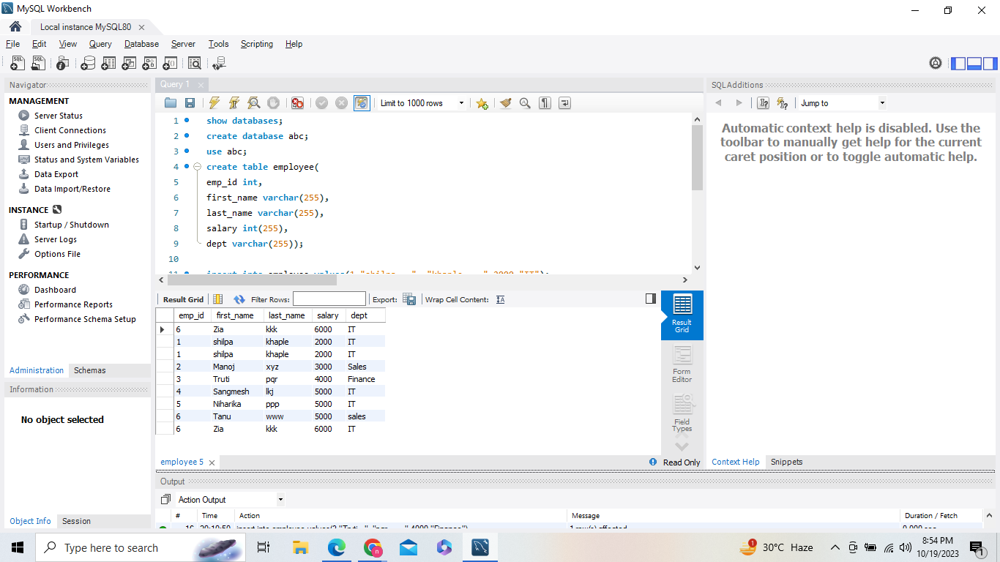 MySQL Workbench
Local instance MySQL80
File Edit View Query Database Server Tools Scripting Help
Navigator
MANAGEMENT
Server Status
Client Connections
Users and Privileges
Status and System Variables
Data Export
Data Import/Restore
INSTANCE
Startup / Shutdown
Server Logs
Options File
PERFORMANCE
Dashboard
Performance Reports
Performance Schema Setup
Administration Schemas
Information
No object selected
Object Info Session
Query 1
Limit to 1000 rows
1 show databases;
2 create database abc;
3 use abc;
4 create table employee(
5 emp_id int,
6 first_name varchar(255),
7 last_name varchar(255),
8 salary int(255),
9 dept varchar(255));
10
Result Grid Filter Rows: Export: Wrap Cell Content:
emp_id first_name last_name salary dept
6 Zia kkk 6000 IT
1 shilpa khaple 2000 IT
1 shilpa khaple 2000 IT
2 Manoj xyz 3000 Sales
3 Truti pqr 4000 Finance
4 Sangmesh lkj 5000 IT
5 Niharika ppp 5000 IT
6 Tanu www 5000 sales
6 Zia kkk 6000 IT
Result
Grid
Form
Editor
Field
Types
employee 5 Read Only
Output
Action Output
# Time Action Message Duration / Fetch
SQLAdditions
Jump to
Automatic context help is disabled. Use the
toolbar to manually get help for the current
caret position or to toggle automatic help.
Context Help Snippets
Type here to search
1 30°C Haze
8:54 PM
10/19/2023
1